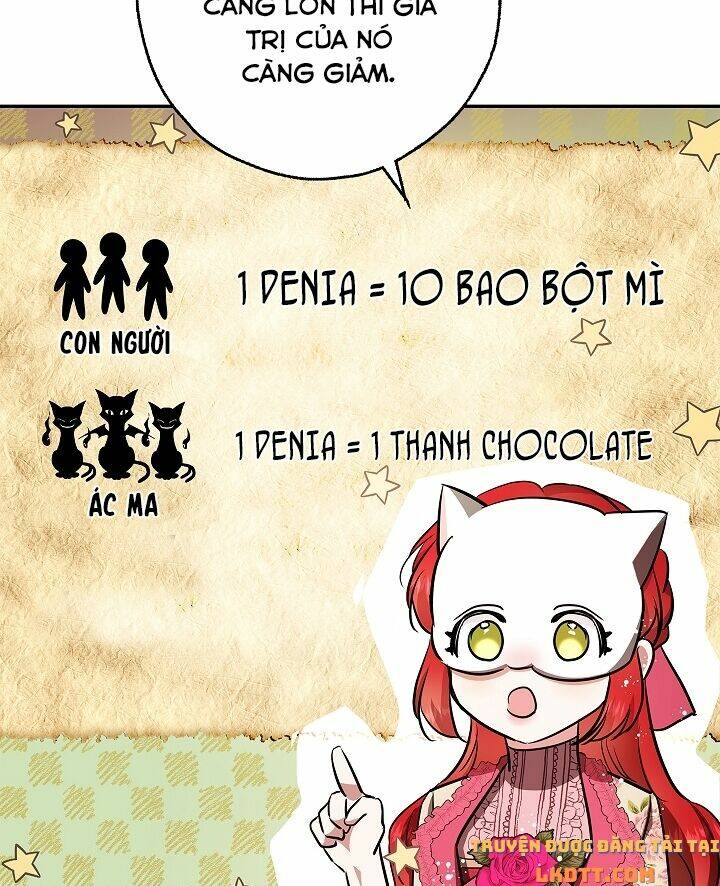 CÀNG LỚN THÌ GIÁ
TRỊ CỦA NÓ
CÀNG GIẢM.
1 DENIA = 10 BAO BỘT MÌ
CON NGƯỜI
1 DENIA = 1 THANH CHOCOLATE
ÁC MA
TRUYỆN ĐƯỢC ĐĂNG TẢI TẠI
LKDTT.COM